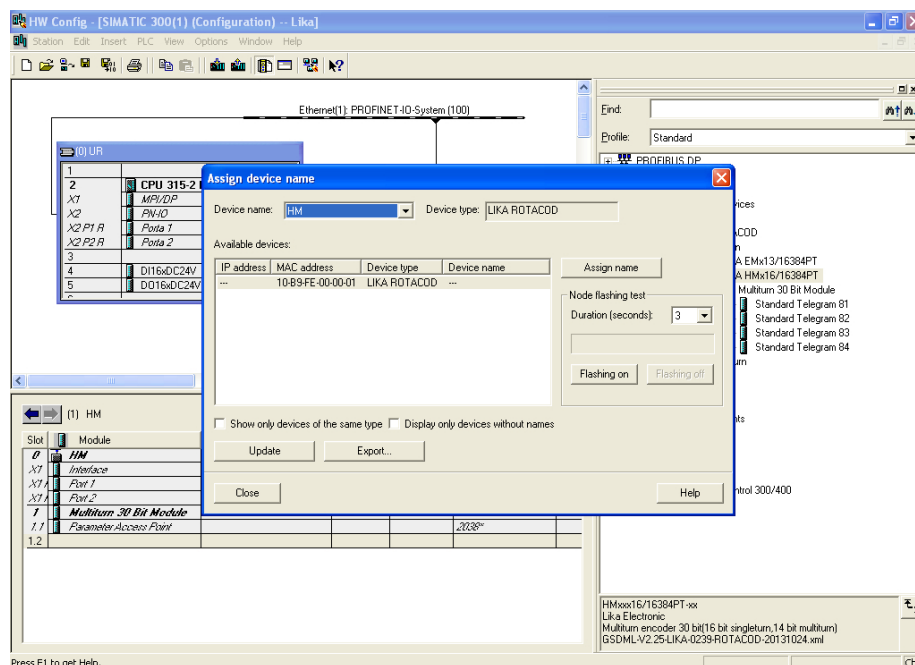 HW Config - [SIMATIC 300(1) (Configuration) -- Lika]
Station Edit Insert PLC View Options Window Help
Ethernet(1): PROFINET-IO-System (100)
(0) UR
1
2 CPU 315-2
X1 MPI/DP
X2 PN-IO
X2 P1 R Porta 1
X2 P2 R Porta 2
3
4 DI16xDC24V
5 DO16xDC24V
Find:
Profile: Standard
PROFIBUS DP
A EMx13/16384PT
A HMx16/16384PT
Multiturn 30 Bit Module
Standard Telegram 81
Standard Telegram 82
Standard Telegram 83
Standard Telegram 84
300/400
Assign device name
Device name: HM Device type: LIKA ROTACOD
Available devices:
IP address MAC address Device type Device name
--- 10-B9-FE-00-00-01 LIKA ROTACOD ---
Assign name
Node flashing test
Duration (seconds): 3
Flashing on Flashing off
Show only devices of the same type Display only devices without names
Update Export...
Close Help
(1) HM
Slot Module
0 HM
X1 Interface
X1 Port 1
X1 Port 2
1 Multiturn 30 Bit Module
1.1 Parameter Access Point 2036*
1.2
HMxxx16/16384PT-xx
Lika Electronic
Multiturn encoder 30 bit(16 bit singleturn,14 bit multiturn)
GSDML-V2.25-LIKA-0239-ROTACOD-20131024.xml
Press F1 to get Help.